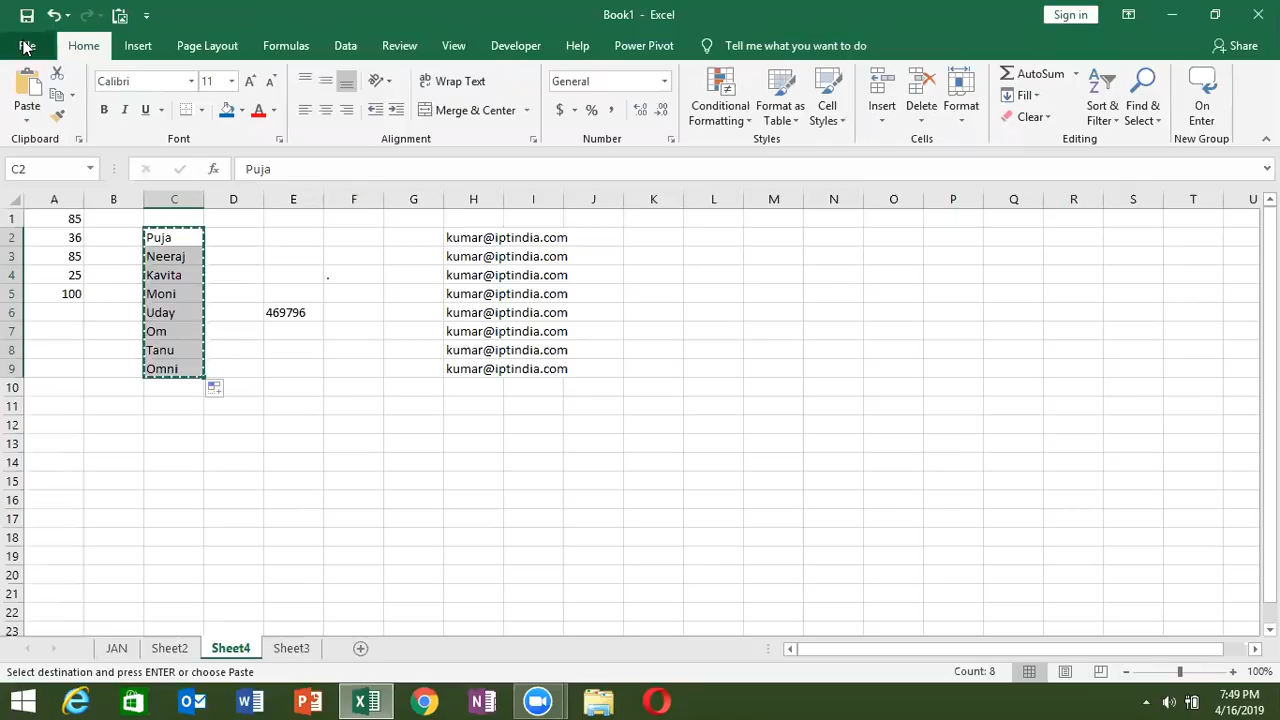 Book1 - Excel
Sign in
Home Insert Page Layout Formulas Data Review View Developer Help Power Pivot Tell me what you want to do Share
Calibri 11 Wrap Text General AutoSum
Paste B I U Merge & Center $ % , Conditional Formatting Format as Table Cell Styles Insert Delete Format Fill Clear Sort & Filter Find & Select On Enter
Clipboard Font Alignment Number Styles Cells Editing New Group
C2 fx Puja
A B C D E F G H I J K L M N O P Q R S T U
1 85
2 36 Puja kumar@iptindia.com
3 85 Neeraj kumar@iptindia.com
4 25 Kavita . kumar@iptindia.com
5 100 Moni kumar@iptindia.com
6 Uday 469796 kumar@iptindia.com
7 Om kumar@iptindia.com
8 Tanu kumar@iptindia.com
9 Omni kumar@iptindia.com
10
11
12
13
14
15
16
17
18
19
20
21
22
23
JAN Sheet2 Sheet4 Sheet3
Select destination and press ENTER or choose Paste Count: 8 100%
7:49 PM
4/16/2019